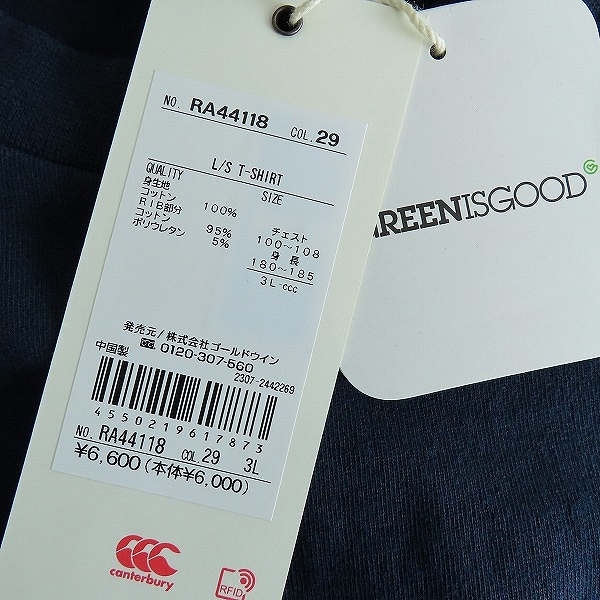 NO. RA44118 COL. 29
L/S T-SHIRT
QUALITY
身生地
コットン 100%
RIB部分
コットン 95%
ポリウレタン 5%
SIZE
チェスト
100～108
身長
180～185
3L-ccc
発売元/株式会社ゴールドウイン
0120-307-560
中国製
2307-2442269
4550219617873
NO. RA44118 COL 29 3L
¥6,600(本体¥6,000)
canterbury
RFID
REENISGOOD